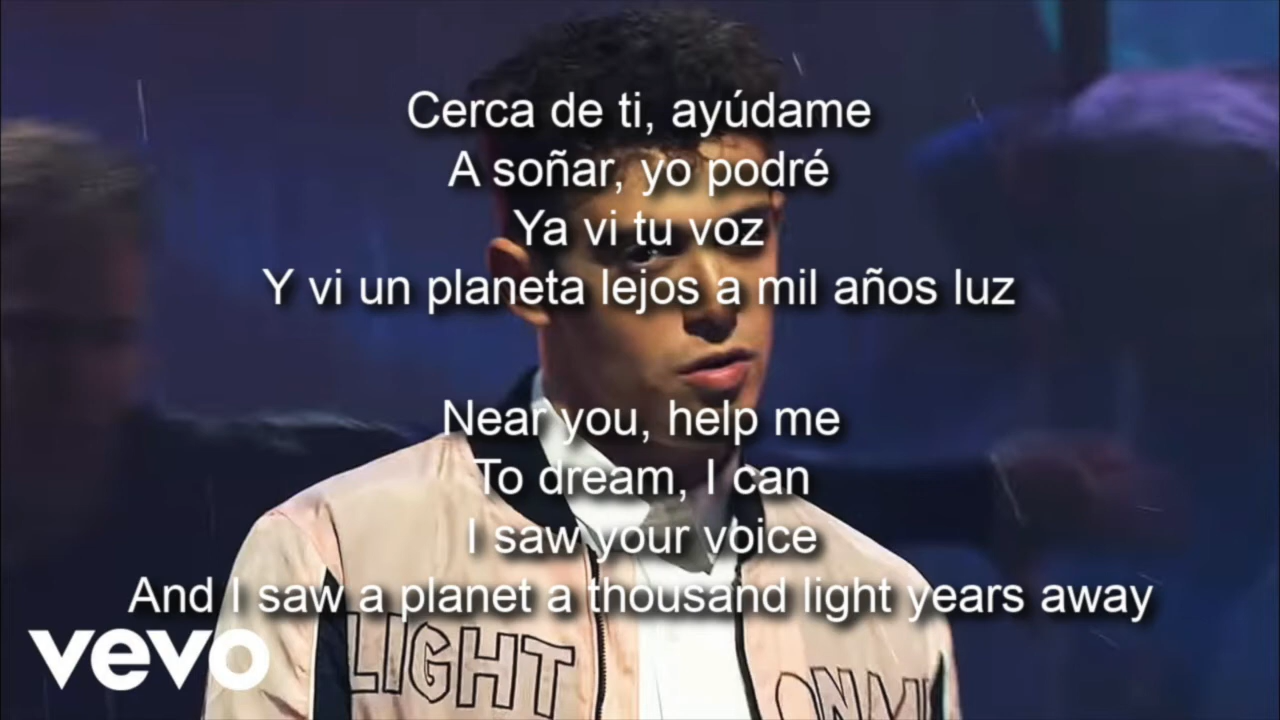 Cerca de ti, ayúdame
A soñar, yo podré
Ya vi tu voz
Y vi un planeta lejos a mil años luz
Near you, help me
To dream, I can
I saw your voice
And I saw a planet a thousand light years away
vevo
LIGHT